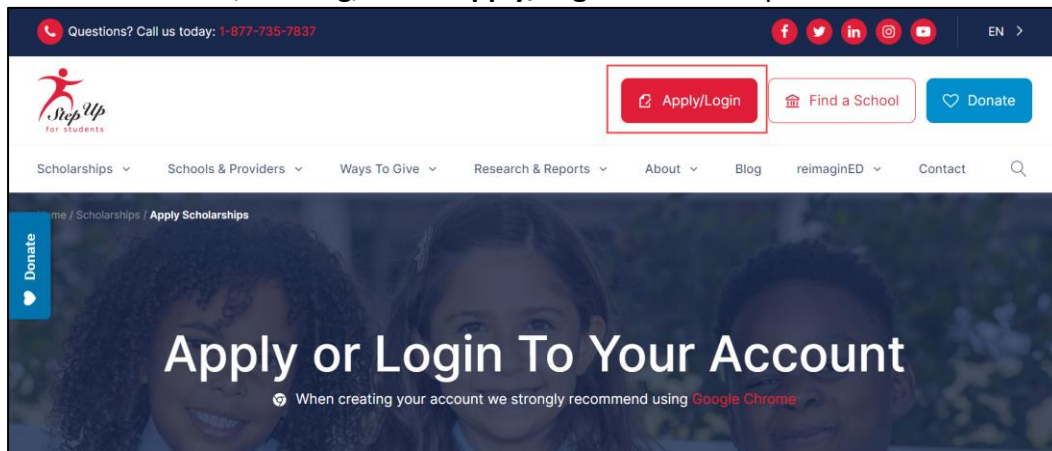 Questions? Call us today: 1-877-735-7837
EN >
Step Up
for students
Apply/Login
Find a School
Donate
Scholarships
Schools & Providers
Ways To Give
Research & Reports
About
Blog
reimaginED
Contact
Home / Scholarships / Apply Scholarships
Donate
Apply or Login To Your Account
When creating your account we strongly recommend using Google Chrome